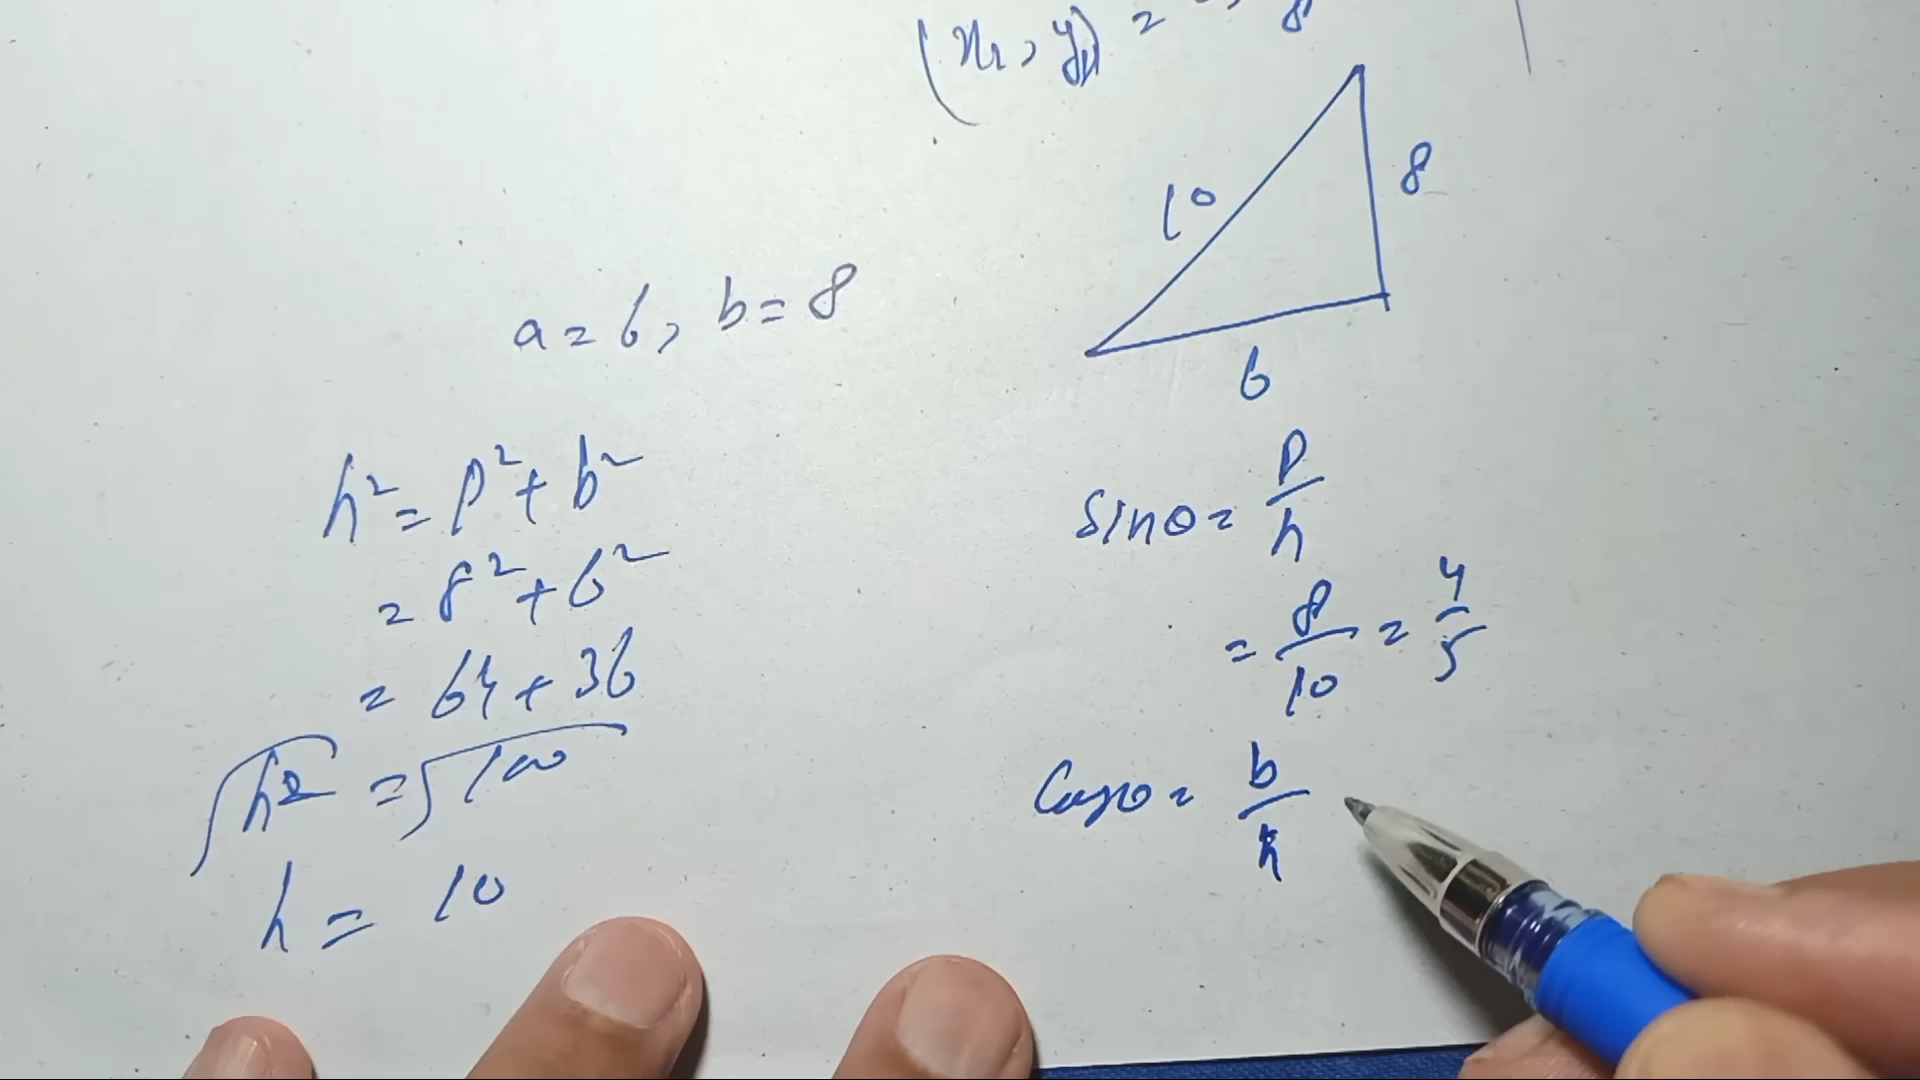 (x₁, y₁) = 8
10
8
6
a = 6, b = 8
h² = p² + b²
= 8² + 6²
= 64 + 36
√h² = √100
h = 10
Sinθ = p/h
= 8/10 = 4/5
Cosθ = b/h